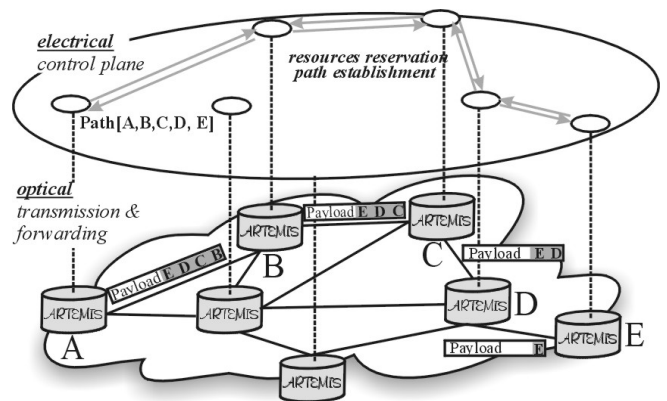 electrical
control plane
resources reservation
path establishment
Path[A,B,C,D, E]
optical
transmission &
forwarding
Payload E D C
ARTEMIS
ARTEMIS
Payload E D C B
B
C
Payload E D
ARTEMIS
ARTEMIS
ARTEMIS
D
A
ARTEMIS
E
Payload E
ARTEMIS